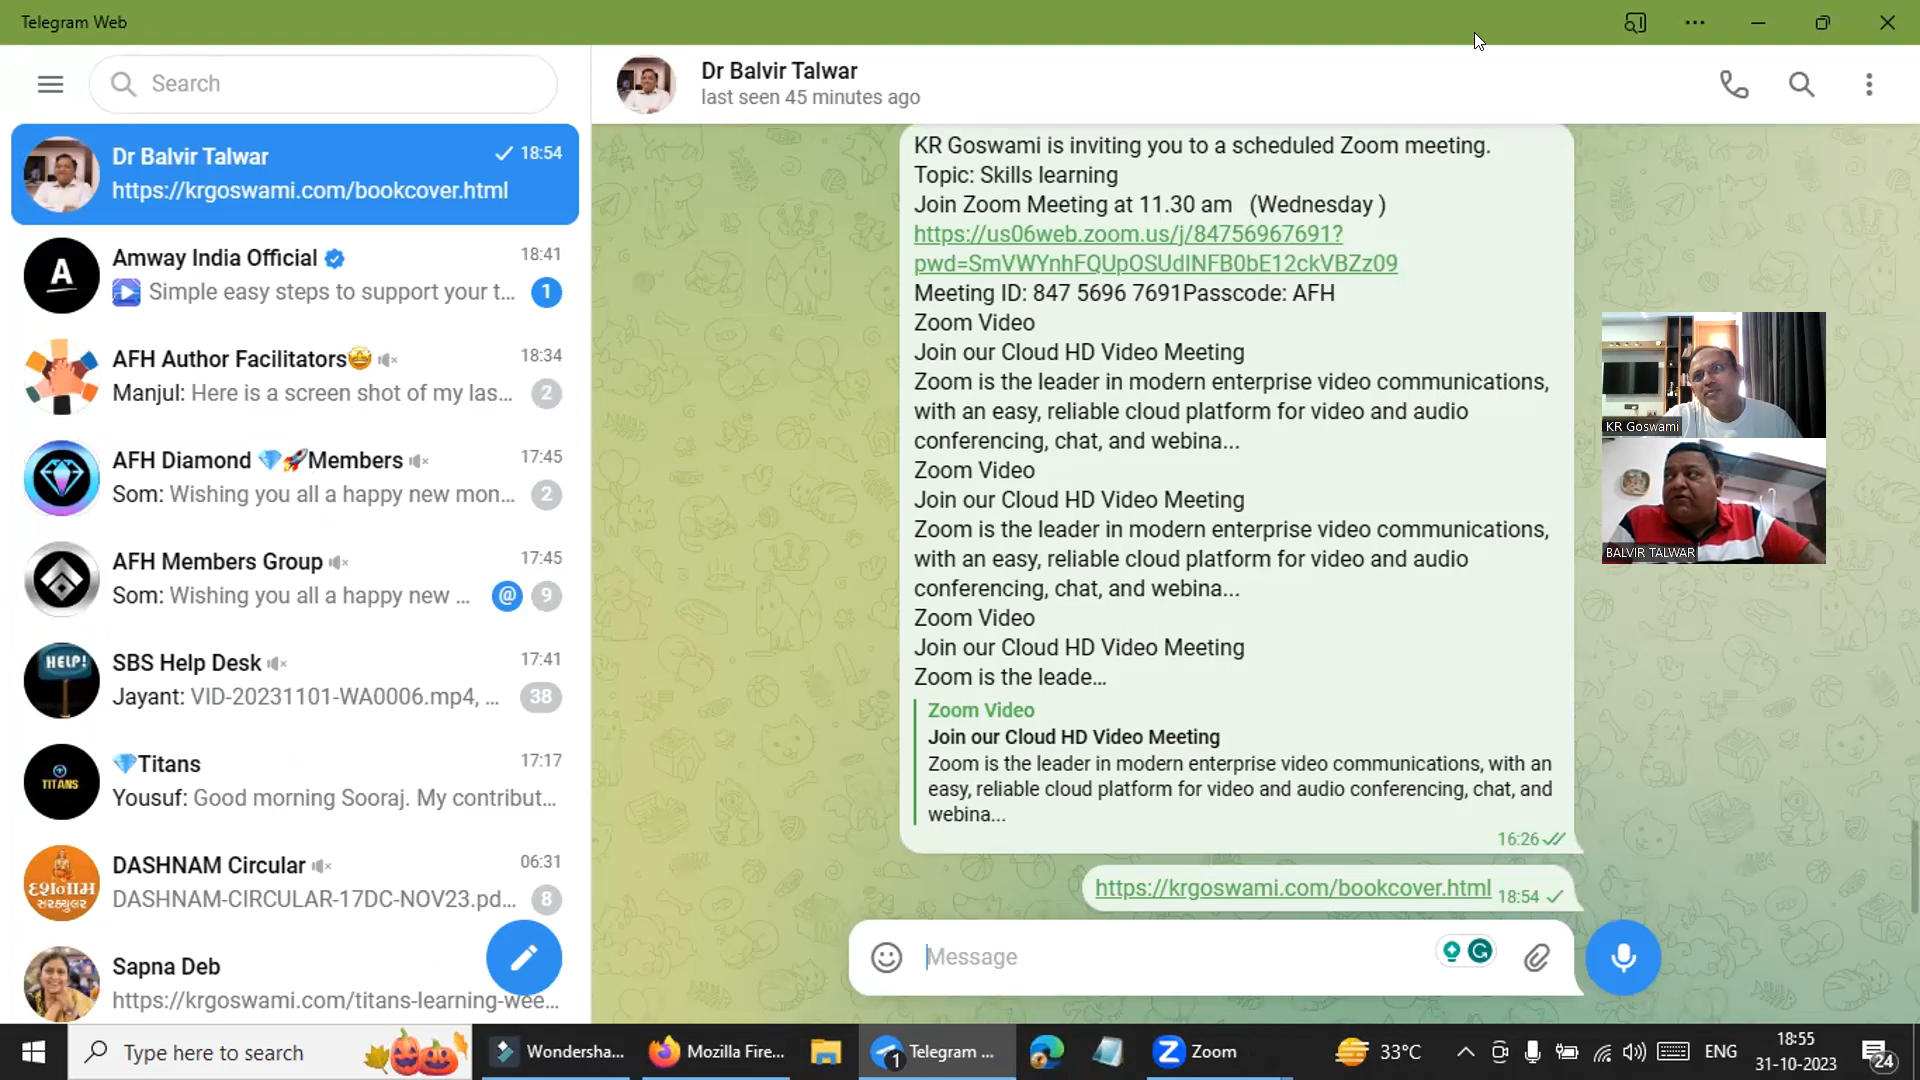 Telegram Web
Search
Dr Balvir Talwar
18:54
https://krgoswami.com/bookcover.html
Amway India Official
18:41
Simple easy steps to support your t...
1
AFH Author Facilitators🤩
18:34
Manjul: Here is a screen shot of my las...
2
AFH Diamond 💎🚀Members
17:45
Som: Wishing you all a happy new mon...
2
AFH Members Group
17:45
Som: Wishing you all a happy new ...
@ 9
HELP!
SBS Help Desk
17:41
Jayant: VID-20231101-WA0006.mp4, ...
38
TITANS
💎Titans
17:17
Yousuf: Good morning Sooraj. My contribut...
દશનામ
સરક્યુલર
DASHNAM Circular
06:31
DASHNAM-CIRCULAR-17DC-NOV23.pd...
8
Sapna Deb
https://krgoswami.com/titans-learning-wee...
Dr Balvir Talwar
last seen 45 minutes ago
KR Goswami is inviting you to a scheduled Zoom meeting.
Topic: Skills learning
Join Zoom Meeting at 11.30 am (Wednesday )
https://us06web.zoom.us/j/84756967691?
pwd=SmVWYnhFQUpOSUdINFB0bE12ckVBZz09
Meeting ID: 847 5696 7691Passcode: AFH
Zoom Video
Join our Cloud HD Video Meeting
Zoom is the leader in modern enterprise video communications,
with an easy, reliable cloud platform for video and audio
conferencing, chat, and webina...
Zoom Video
Join our Cloud HD Video Meeting
Zoom is the leader in modern enterprise video communications,
with an easy, reliable cloud platform for video and audio
conferencing, chat, and webina...
Zoom Video
Join our Cloud HD Video Meeting
Zoom is the leade...
Zoom Video
Join our Cloud HD Video Meeting
Zoom is the leader in modern enterprise video communications, with an
easy, reliable cloud platform for video and audio conferencing, chat, and
webina...
16:26
https://krgoswami.com/bookcover.html 18:54
Message
KR Goswami
BALVIR TALWAR
Type here to search
Wondersha...
Mozilla Fire...
1
Telegram ...
Zoom
33°C
ENG
18:55
31-10-2023
24